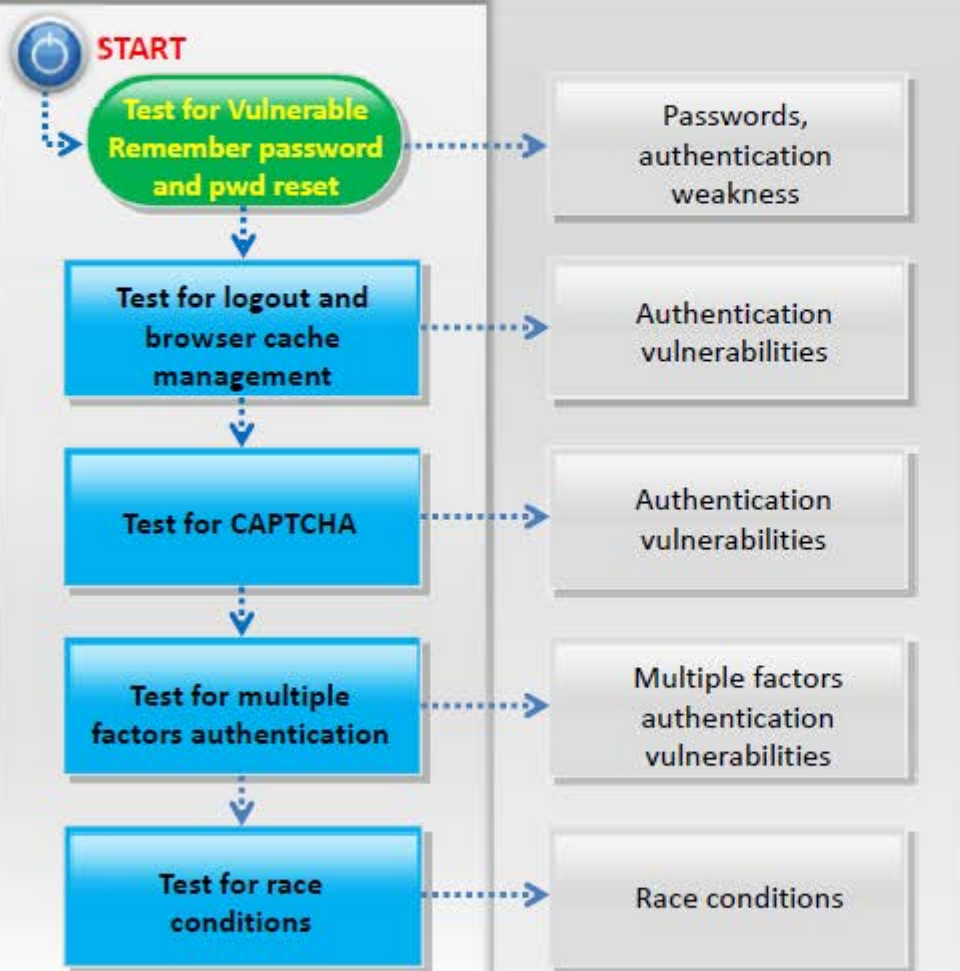 START
Test for Vulnerable
Remember password
and pwd reset
Passwords,
authentication
weakness
Test for logout and
browser cache
management
Authentication
vulnerabilities
Test for CAPTCHA
Authentication
vulnerabilities
Test for multiple
factors authentication
Multiple factors
authentication
vulnerabilities
Test for race
conditions
Race conditions